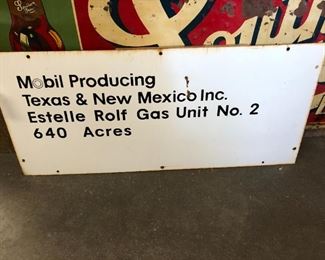 Mobil Producing
Texas & New Mexico Inc.
Estelle Rolf Gas Unit No. 2
640 Acres